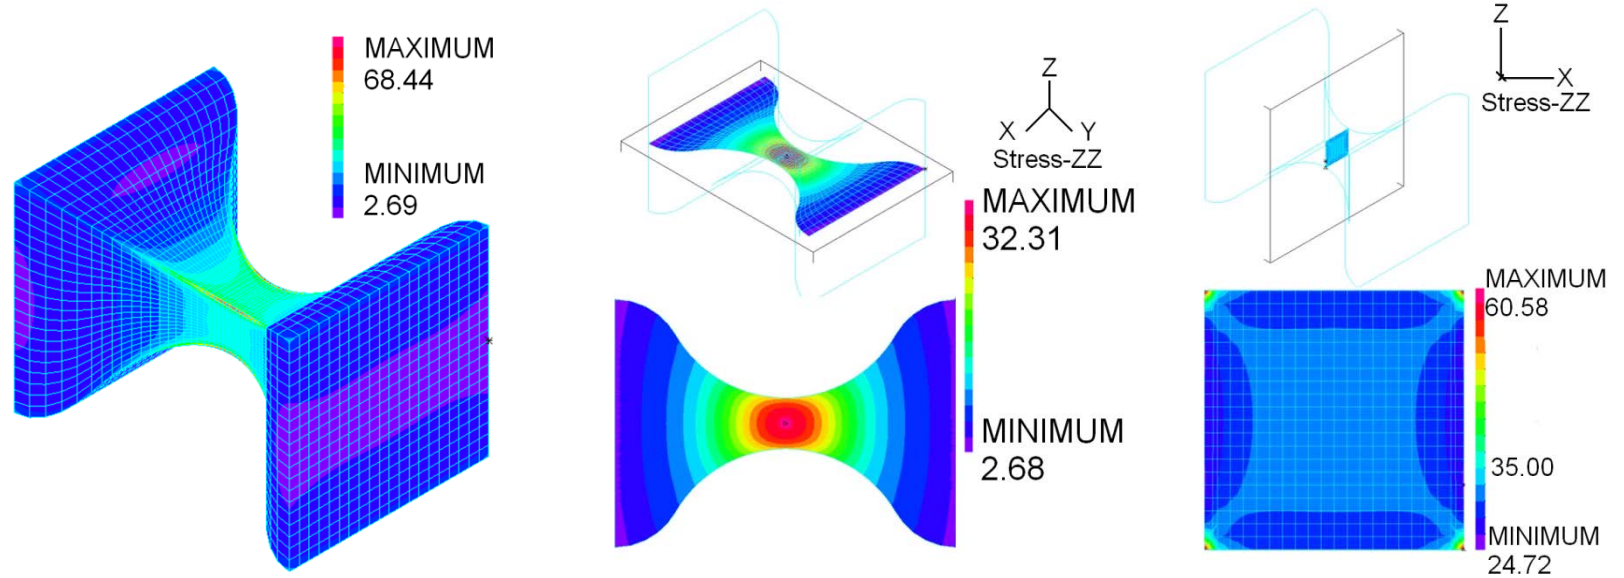 MAXIMUM
68.44
MINIMUM
2.69
Z
X
Y
Stress-ZZ
MAXIMUM
32.31
MINIMUM
2.68
Z
X
Stress-ZZ
MAXIMUM
60.58
35.00
MINIMUM
24.72